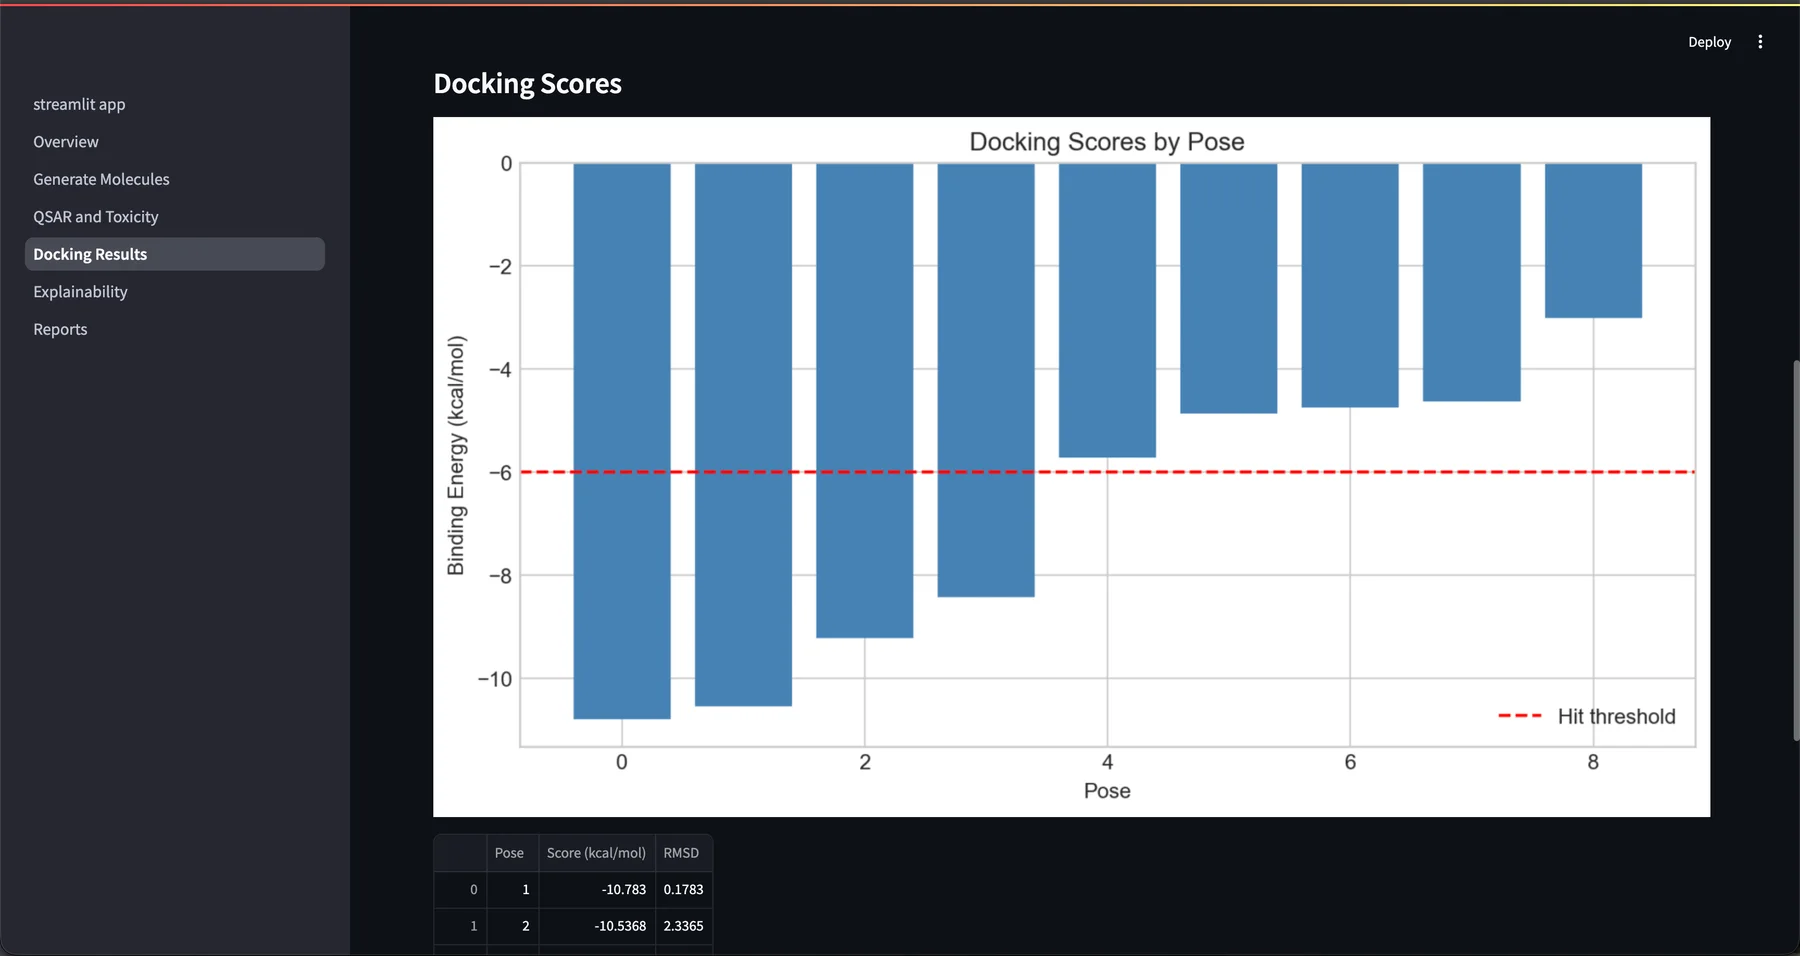 Deploy
streamlit app
Overview
Generate Molecules
QSAR and Toxicity
Docking Results
Explainability
Reports
Docking Scores
Docking Scores by Pose
0
−2
−4
−6
−8
−10
Binding Energy (kcal/mol)
Hit threshold
0 2 4 6 8
Pose
Pose Score (kcal/mol) RMSD
0 1 -10.783 0.1783
1 2 -10.5368 2.3365